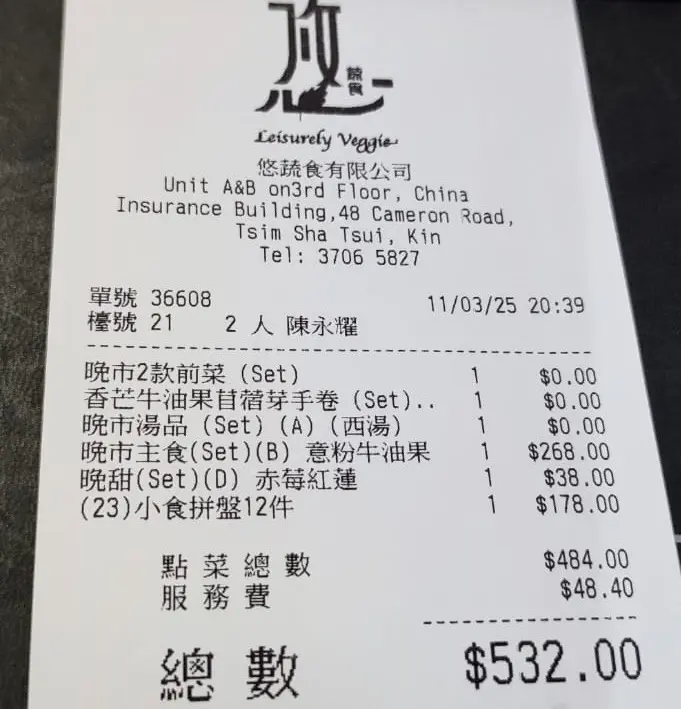 悠
蔬食
Leisurely Veggie
悠蔬食有限公司
Unit A&B on3rd Floor, China
Insurance Building,48 Cameron Road,
Tsim Sha Tsui, Kin
Tel: 3706 5827
單號 36608 11/03/25 20:39
檯號 21 2 人 陳永耀
晚市2款前菜 (Set) 1 $0.00
香芒牛油果苜蓿芽手卷 (Set).. 1 $0.00
晚市湯品 (Set) (A) (西湯) 1 $0.00
晚市主食(Set)(B) 意粉牛油果 1 $268.00
晚甜(Set)(D) 赤莓紅蓮 1 $38.00
(23)小食拼盤12件 1 $178.00
點菜總數 $484.00
服務費 $48.40
總數 $532.00